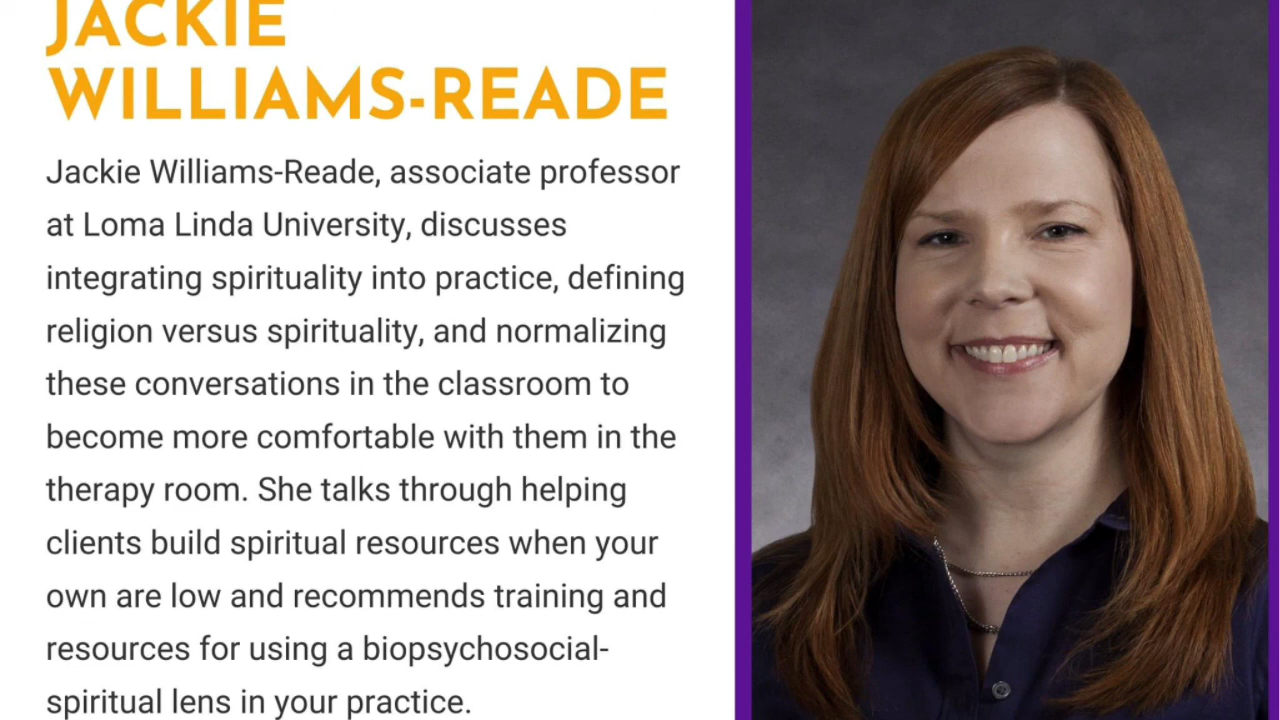 JACKIE
WILLIAMS-READE
Jackie Williams-Reade, associate professor
at Loma Linda University, discusses
integrating spirituality into practice, defining
religion versus spirituality, and normalizing
these conversations in the classroom to
become more comfortable with them in the
therapy room. She talks through helping
clients build spiritual resources when your
own are low and recommends training and
resources for using a biopsychosocial-
spiritual lens in your practice.